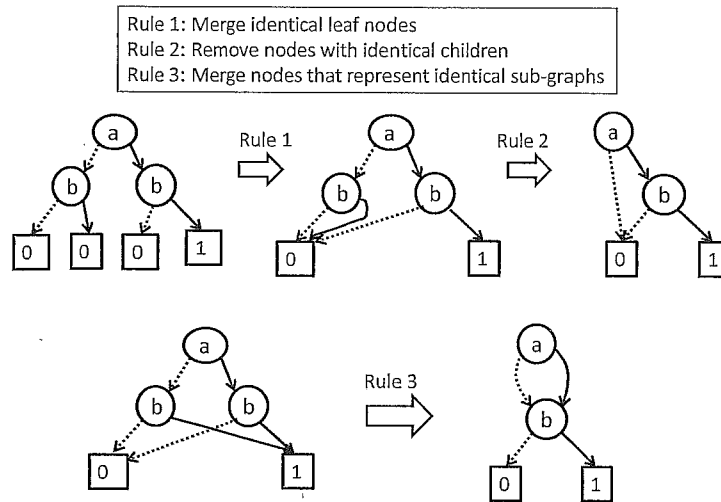 Rule 1: Merge identical leaf nodes
Rule 2: Remove nodes with identical children
Rule 3: Merge nodes that represent identical sub-graphs
a
Rule 1
a
Rule 2
a
b
b
b
b
b
0
0
0
1
0
1
0
1
a
Rule 3
a
b
b
b
0
1
0
1